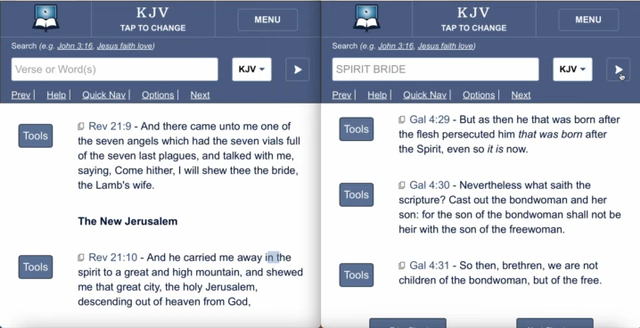 KJV
TAP TO CHANGE
MENU
Search (e.g. John 3:16, Jesus faith love)
Verse or Word(s)
KJV
Prev | Help | Quick Nav | Options | Next
Tools
Rev 21:9 - And there came unto me one of
the seven angels which had the seven vials full
of the seven last plagues, and talked with me,
saying, Come hither, I will shew thee the bride,
the Lamb's wife.
The New Jerusalem
Tools
Rev 21:10 - And he carried me away in the
spirit to a great and high mountain, and shewed
me that great city, the holy Jerusalem,
descending out of heaven from God,
KJV
TAP TO CHANGE
MENU
Search (e.g. John 3:16, Jesus faith love)
SPIRIT BRIDE
KJV
Prev | Help | Quick Nav | Options | Next
Tools
Gal 4:29 - But as then he that was born after
the flesh persecuted him that was born after
the Spirit, even so it is now.
Tools
Gal 4:30 - Nevertheless what saith the
scripture? Cast out the bondwoman and her
son: for the son of the bondwoman shall not be
heir with the son of the freewoman.
Tools
Gal 4:31 - So then, brethren, we are not
children of the bondwoman, but of the free.